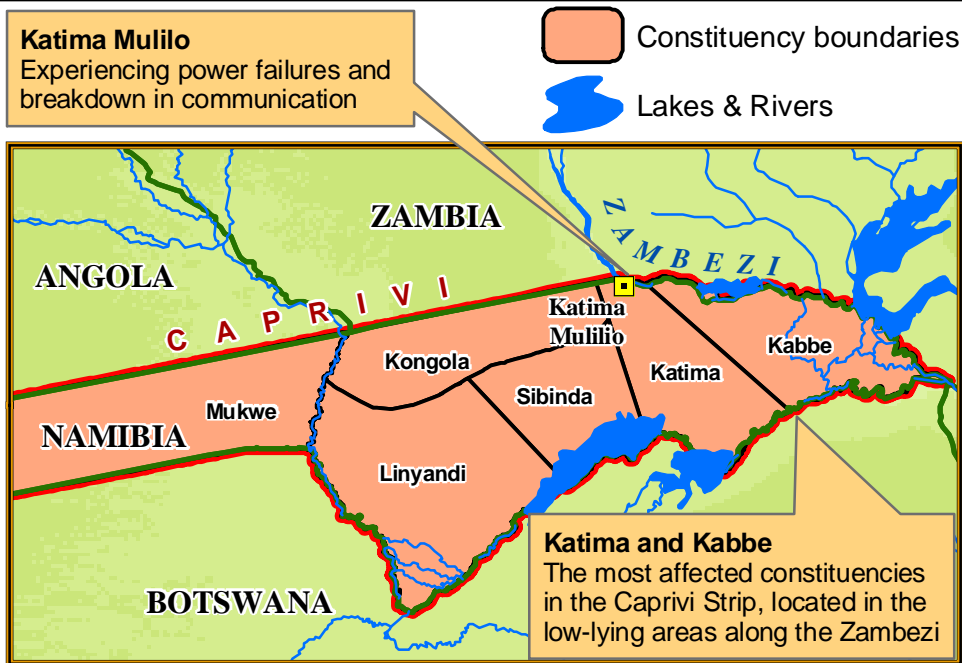 Katima Mulilo
Experiencing power failures and
breakdown in communication
Constituency boundaries
Lakes & Rivers
ZAMBIA
ZAMBEZI
ANGOLA
CAPRIVI
Katima
Mulilio
Kongola
Kabbe
Katima
Sibinda
Mukwe
NAMIBIA
Linyandi
BOTSWANA
Katima and Kabbe
The most affected constituencies
in the Caprivi Strip, located in the
low-lying areas along the Zambezi